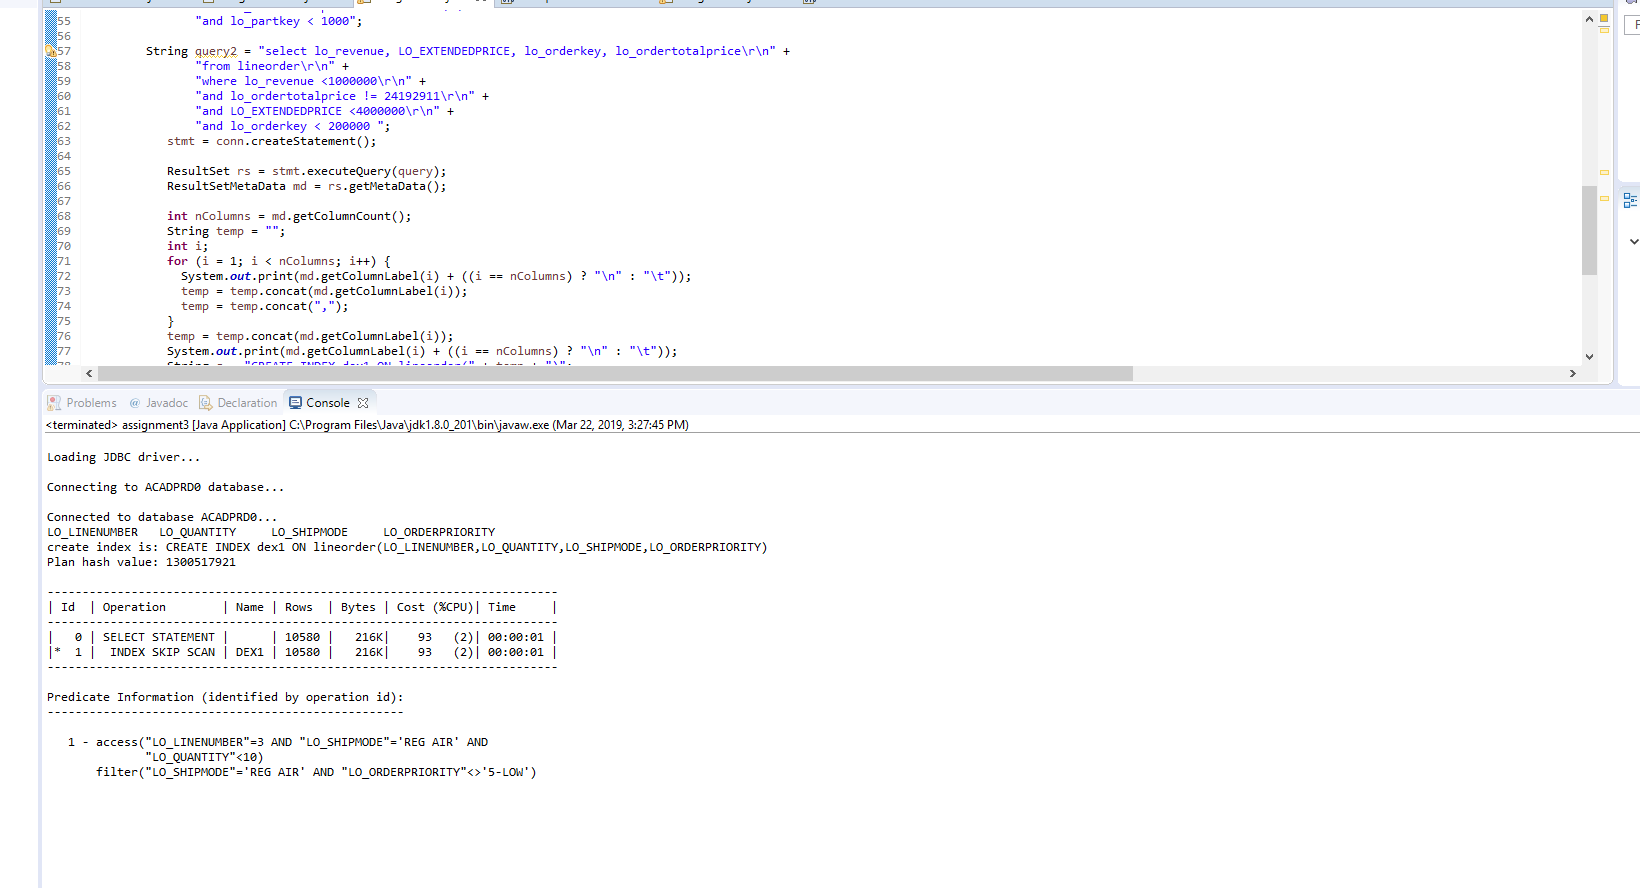 55 "and lo_partkey < 1000";
56
57 String query2 = "select lo_revenue, LO_EXTENDEDPRICE, lo_orderkey, lo_ordertotalprice\r\n" +
58 "from lineorder\r\n" +
59 "where lo_revenue <1000000\r\n" +
60 "and lo_ordertotalprice != 24192911\r\n" +
61 "and LO_EXTENDEDPRICE <4000000\r\n" +
62 "and lo_orderkey < 200000 ";
63 stmt = conn.createStatement();
64
65 ResultSet rs = stmt.executeQuery(query);
66 ResultSetMetaData md = rs.getMetaData();
67
68 int nColumns = md.getColumnCount();
69 String temp = "";
70 int i;
71 for (i = 1; i < nColumns; i++) {
72 System.out.print(md.getColumnLabel(i) + ((i == nColumns) ? "\n" : "\t"));
73 temp = temp.concat(md.getColumnLabel(i));
74 temp = temp.concat(",");
75 }
76 temp = temp.concat(md.getColumnLabel(i));
77 System.out.print(md.getColumnLabel(i) + ((i == nColumns) ? "\n" : "\t"));
Problems @ Javadoc Declaration Console
<terminated> assignment3 [Java Application] C:\Program Files\Java\jdk1.8.0_201\bin\javaw.exe (Mar 22, 2019, 3:27:45 PM)
Loading JDBC driver...
Connecting to ACADPRD0 database...
Connected to database ACADPRD0...
LO_LINENUMBER LO_QUANTITY LO_SHIPMODE LO_ORDERPRIORITY
create index is: CREATE INDEX dex1 ON lineorder(LO_LINENUMBER,LO_QUANTITY,LO_SHIPMODE,LO_ORDERPRIORITY)
Plan hash value: 1300517921
-------------------------------------------------------------------------
| Id | Operation | Name | Rows | Bytes | Cost (%CPU)| Time |
-------------------------------------------------------------------------
| 0 | SELECT STATEMENT | | 10580 | 216K| 93 (2)| 00:00:01 |
|* 1 | INDEX SKIP SCAN | DEX1 | 10580 | 216K| 93 (2)| 00:00:01 |
-------------------------------------------------------------------------
Predicate Information (identified by operation id):
---------------------------------------------------
1 - access("LO_LINENUMBER"=3 AND "LO_SHIPMODE"='REG AIR' AND
"LO_QUANTITY"<10)
filter("LO_SHIPMODE"='REG AIR' AND "LO_ORDERPRIORITY"<>'5-LOW')